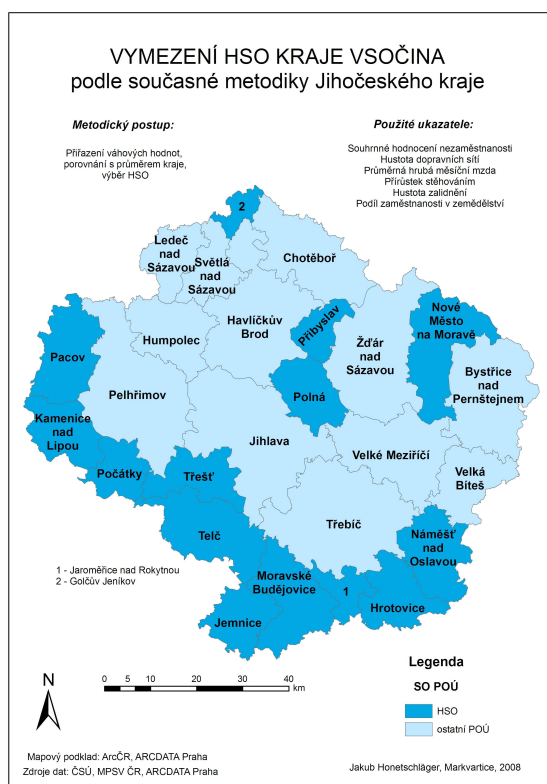 VYMEZENÍ HSO KRAJE VSOČINA
podle současné metodiky Jihočeského kraje
Metodický postup:
Přiřazení váhových hodnot,
porovnání s průměrem kraje,
výběr HSO
Použité ukazatele:
Souhrnné hodnocení nezaměstnanosti
Hustota dopravních sítí
Průměrná hrubá měsíční mzda
Přírůstek stěhováním
Hustota zalidnění
Podíl zaměstnanosti v zemědělství
2
Ledeč
nad
Sázavou
Světlá
nad
Sázavou
Chotěboř
Havlíčkův
Brod
Přibyslav
Nové
Město
na Moravě
Humpolec
Žďár
nad
Sázavou
Pacov
Bystřice
nad
Pernštejnem
Pelhřimov
Polná
Kamenice
nad
Lipou
Jihlava
Velké Meziříčí
Počátky
Třešť
Velká
Bíteš
Telč
Třebíč
Náměšť
nad
Oslavou
Moravské
Budějovice
1
Hrotovice
Jemnice
1 - Jaroměřice nad Rokytnou
2 - Golčův Jeníkov
N
0 5 10 20 30 40
km
Legenda
SO POÚ
HSO
ostatní POÚ
Mapový podklad: ArcČR, ARCDATA Praha
Zdroje dat: ČSÚ, MPSV ČR, ARCDATA Praha
Jakub Honetschläger, Markvartice, 2008